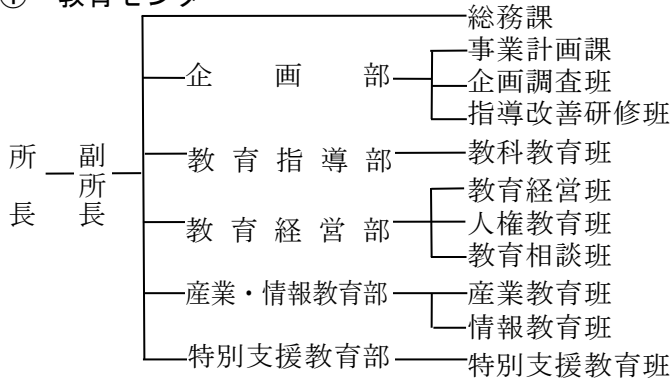 ① 教育センター
総務課
企画部
事業計画課
企画調査班
指導改善研修班
所長
副所長
教育指導部
教科教育班
教育経営部
教育経営班
人権教育班
教育相談班
産業・情報教育部
産業教育班
情報教育班
特別支援教育部
特別支援教育班